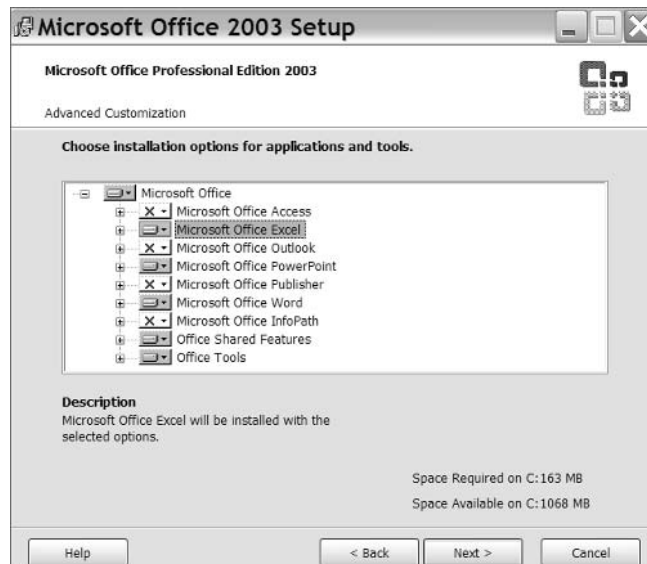 Microsoft Office 2003 Setup
Microsoft Office Professional Edition 2003
Advanced Customization
Choose installation options for applications and tools.
Microsoft Office
Microsoft Office Access
Microsoft Office Excel
Microsoft Office Outlook
Microsoft Office PowerPoint
Microsoft Office Publisher
Microsoft Office Word
Microsoft Office InfoPath
Office Shared Features
Office Tools
Description
Microsoft Office Excel will be installed with the
selected options.
Space Required on C:163 MB
Space Available on C:1068 MB
Help < Back Next > Cancel